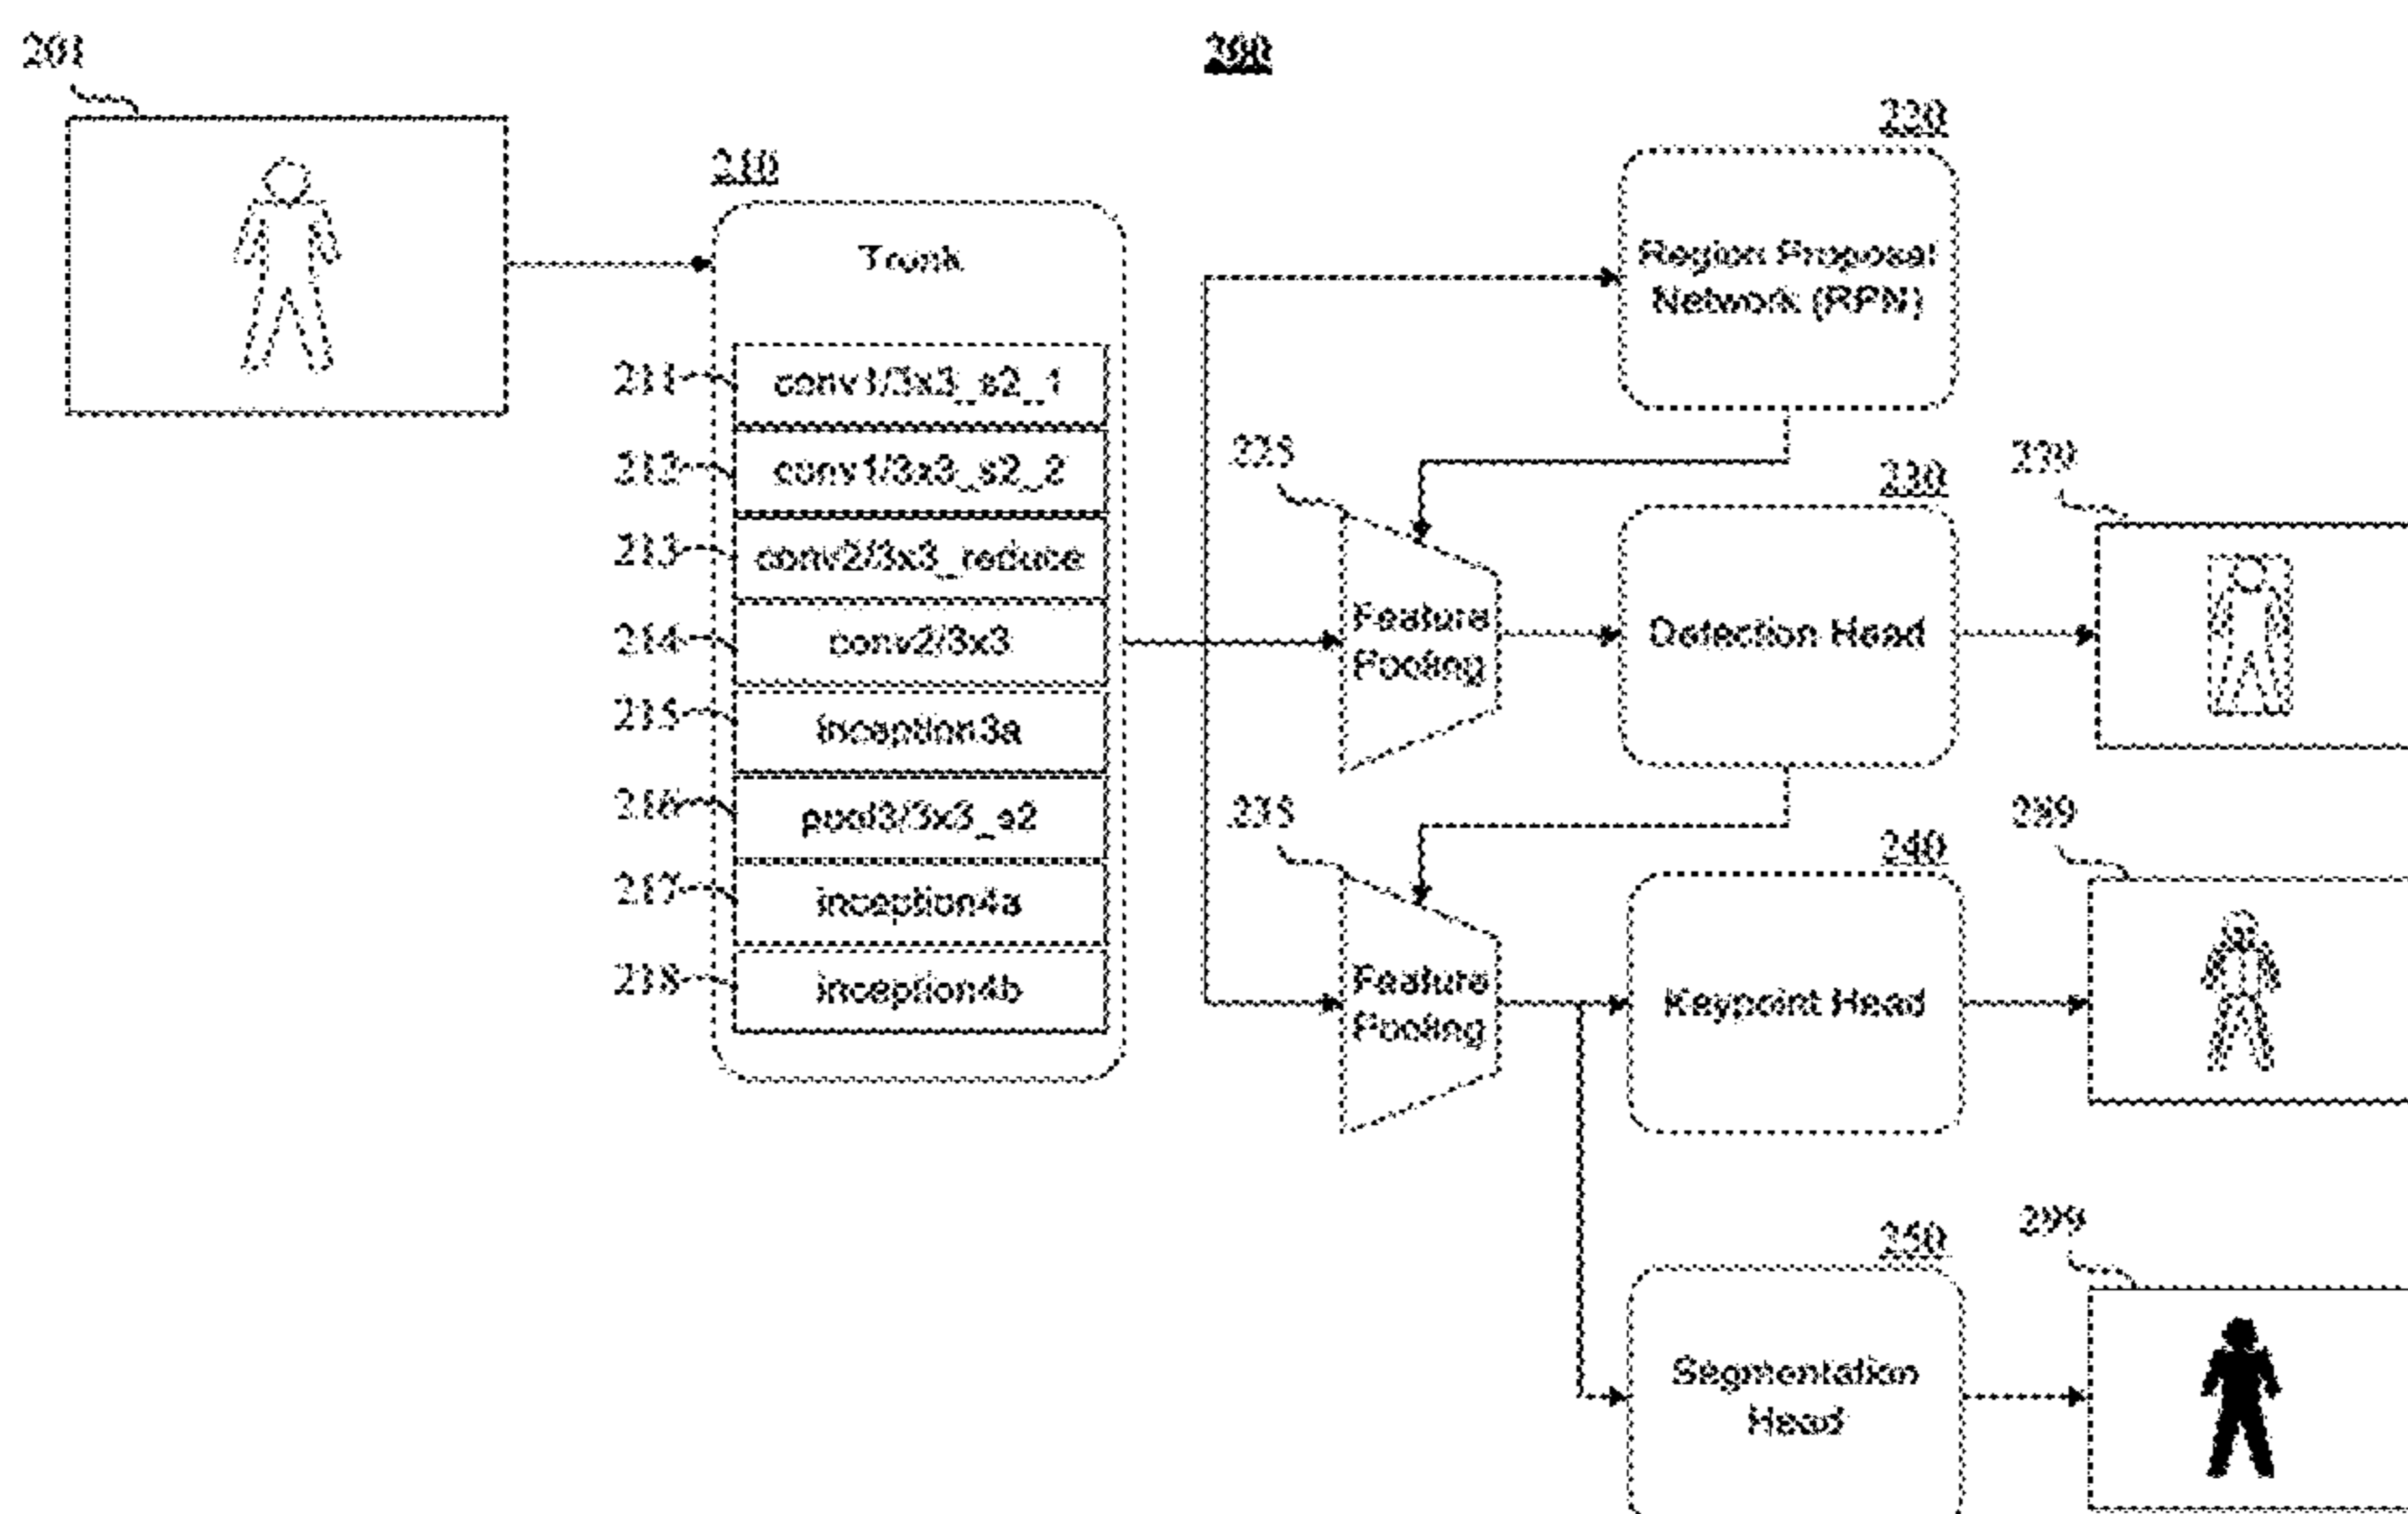 201
200
210
220
Trunk
Region Proposal
Network (RPN)
211
conv1/3x3_s2_1
212
conv1/3x3_s2_2
213
conv2/3x3_reduce
214
conv2/3x3
215
inception3a
216
pool3/3x3_s2
217
inception4a
218
inception4b
225
Feature
Pooling
230
Detection Head
239
235
Feature
Pooling
240
Keypoint Head
289
250
Segmentation
Head
299